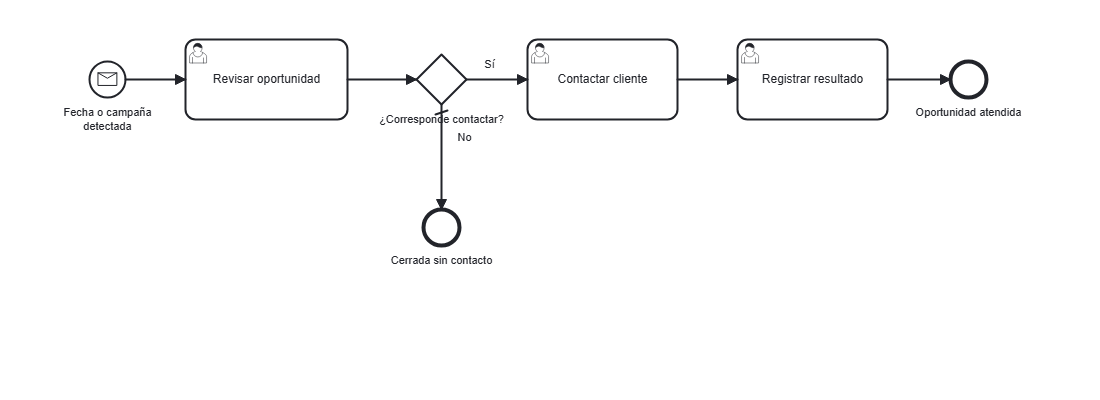 Revisar oportunidad
Sí
Contactar cliente
Registrar resultado
Fecha o campaña
detectada
¿Corresponde contactar?
No
Oportunidad atendida
Cerrada sin contacto